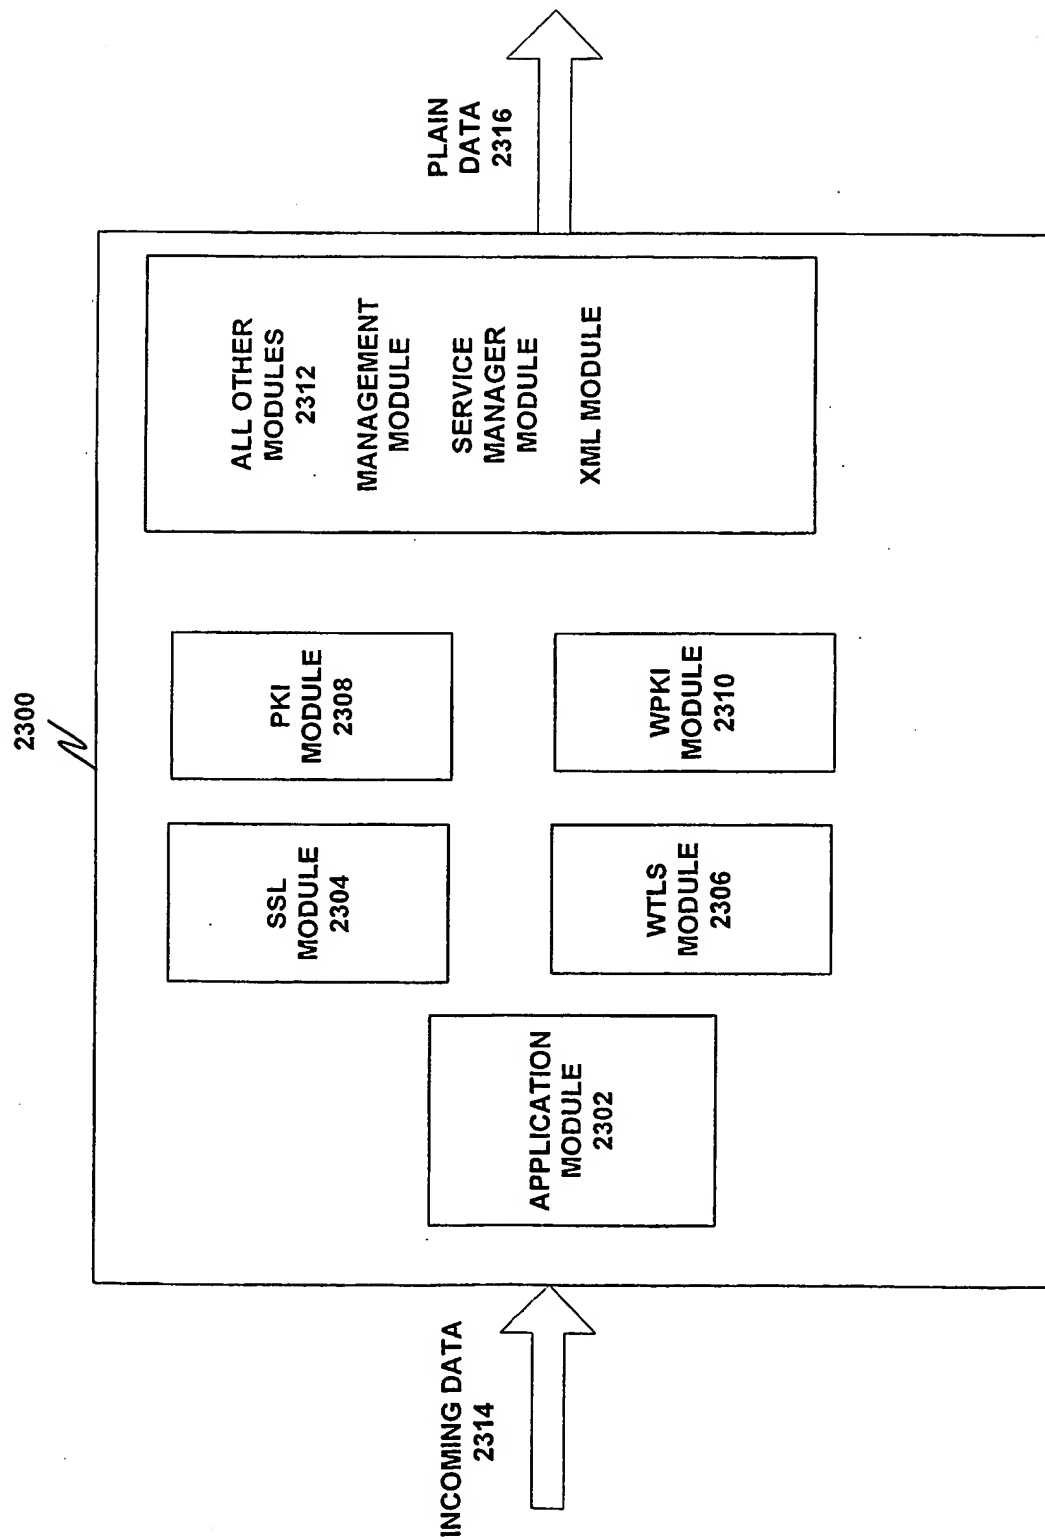 2300
INCOMING DATA
2314
APPLICATION
MODULE
2302
SSL
MODULE
2304
WTLS
MODULE
2306
PKI
MODULE
2308
WPKI
MODULE
2310
ALL OTHER
MODULES
2312
MANAGEMENT
MODULE
SERVICE
MANAGER
MODULE
XML MODULE
PLAIN
DATA
2316